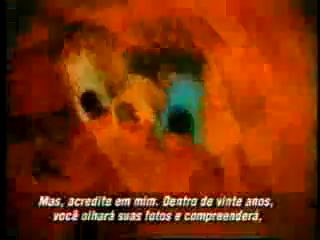 Mas, acredite em mim. Dentro de vinte anos,
você olhará suas fotos e compreenderá,